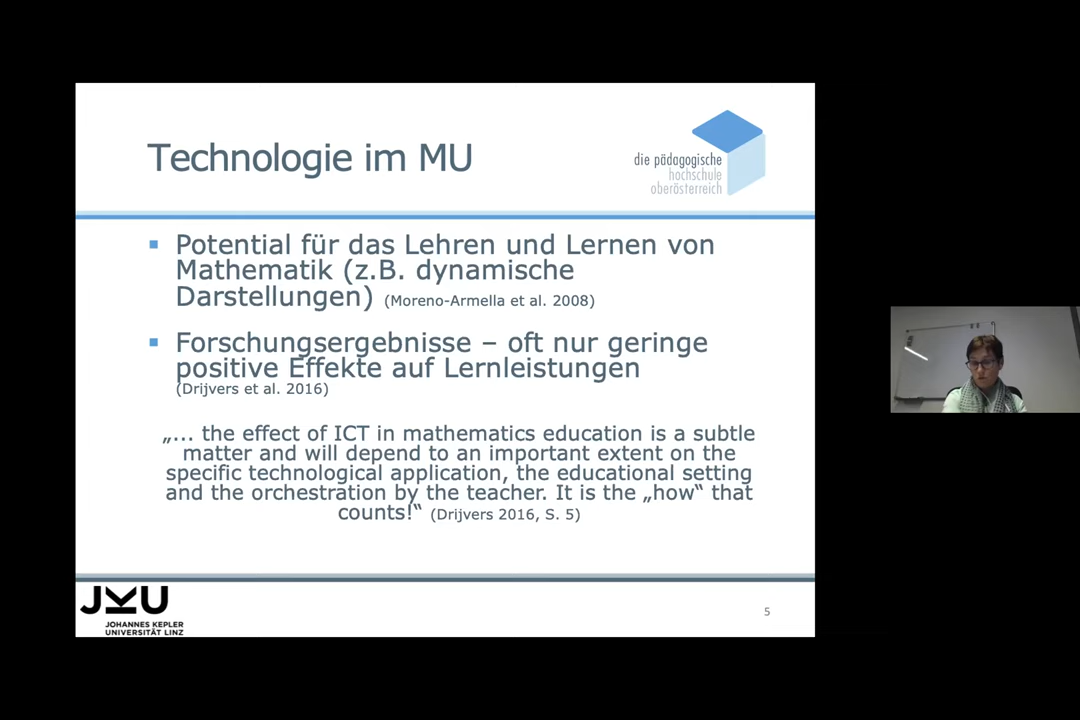 Technologie im MU
die pädagogische
hochschule
oberösterreich
▪ Potential für das Lehren und Lernen von
Mathematik (z.B. dynamische
Darstellungen) (Moreno-Armella et al. 2008)
▪ Forschungsergebnisse – oft nur geringe
positive Effekte auf Lernleistungen
(Drijvers et al. 2016)
„... the effect of ICT in mathematics education is a subtle
matter and will depend to an important extent on the
specific technological application, the educational setting
and the orchestration by the teacher. It is the „how“ that
counts!“ (Drijvers 2016, S. 5)
JKU
JOHANNES KEPLER
UNIVERSITÄT LINZ
5